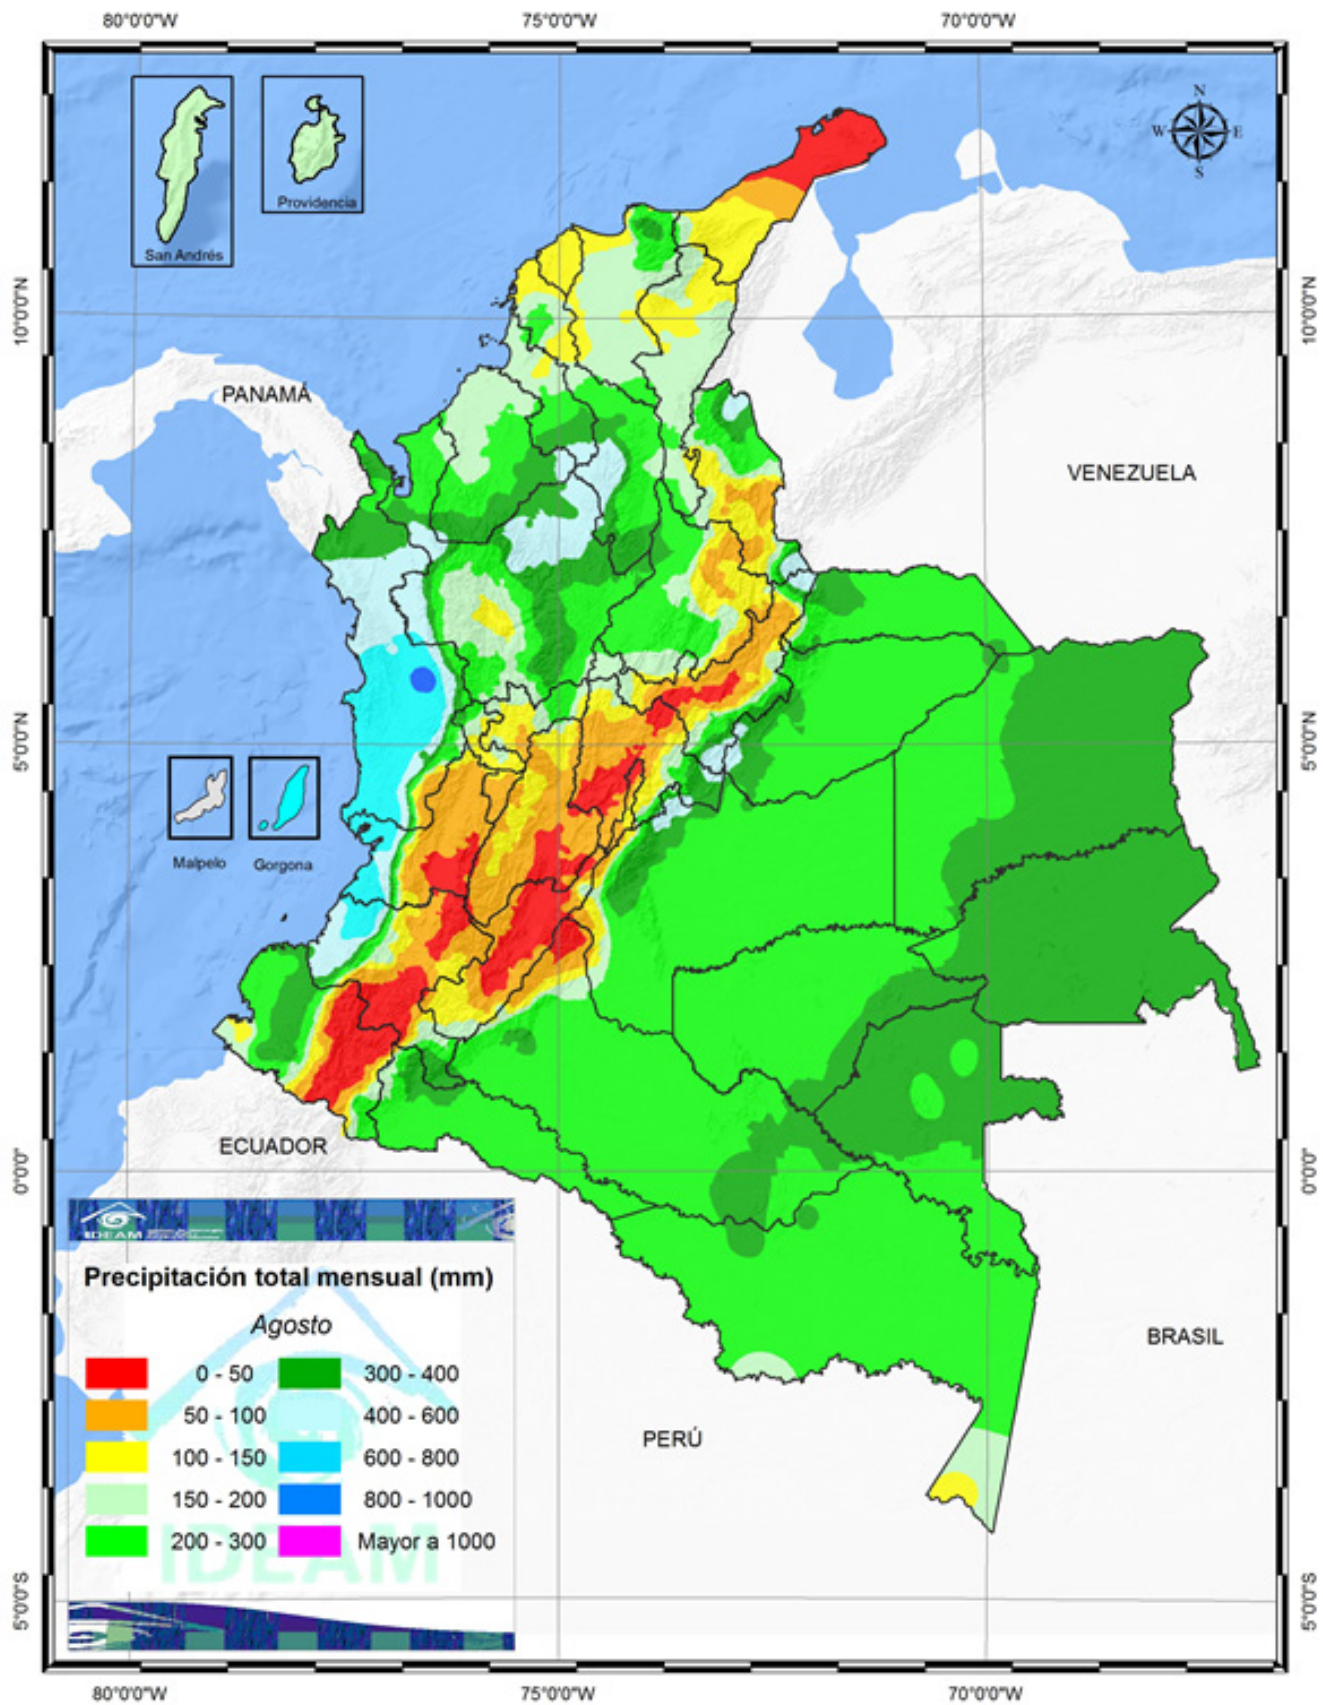 80°0'0"W 75°0'0"W 70°0'0"W
N
W E
S
Providencia
San Andrés
10°0'0"N 10°0'0"N
PANAMÁ
VENEZUELA
5°0'0"N 5°0'0"N
Malpelo Gorgona
ECUADOR
0°0'0" 0°0'0"
IDEAM
Precipitación total mensual (mm)
Agosto
0 - 50 300 - 400
50 - 100 400 - 600
100 - 150 600 - 800
150 - 200 800 - 1000
200 - 300 Mayor a 1000
IDEAM
BRASIL
PERÚ
5°0'0"S 5°0'0"S
80°0'0"W 75°0'0"W 70°0'0"W